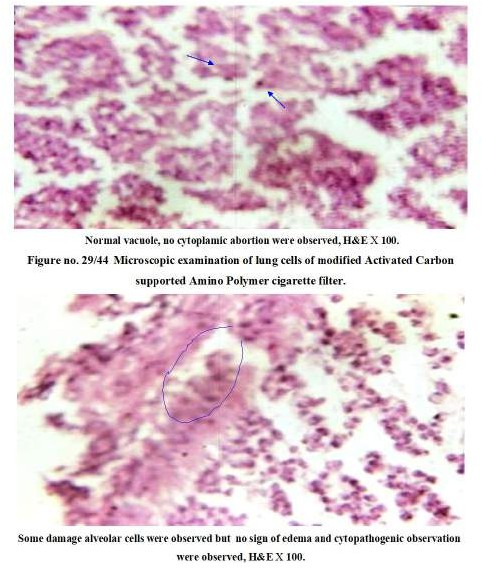 Normal vacuole, no cytoplamic abortion were observed, H&E X 100.
Figure no. 29/44 Microscopic examination of lung cells of modified Activated Carbon
supported Amino Polymer cigarette filter.
Some damage alveolar cells were observed but no sign of edema and cytopathogenic observation
were observed, H&E X 100.